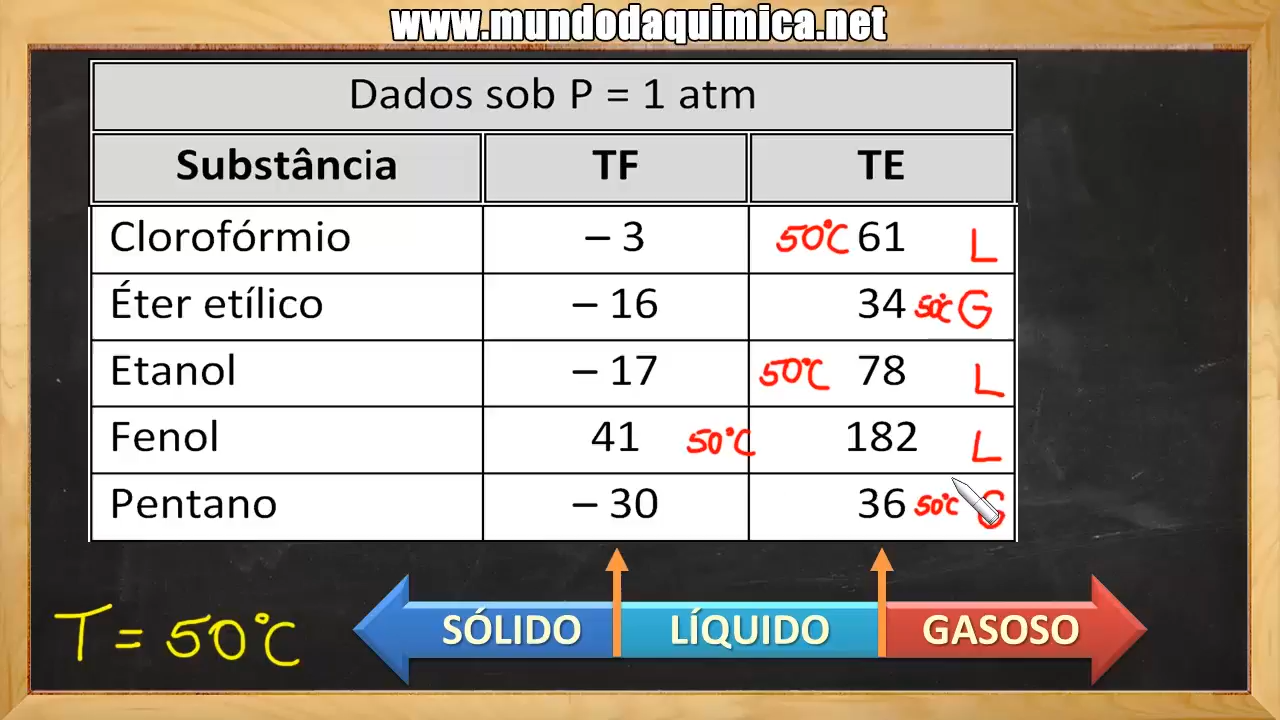 www.mundodaquimica.net
Dados sob P = 1 atm
Substância TF TE
Clorofórmio – 3 50°C 61 L
Éter etílico – 16 34 50°C G
Etanol – 17 50°C 78 L
Fenol 41 50°C 182 L
Pentano – 30 36 50°C G
T = 50°C SÓLIDO LÍQUIDO GASOSO